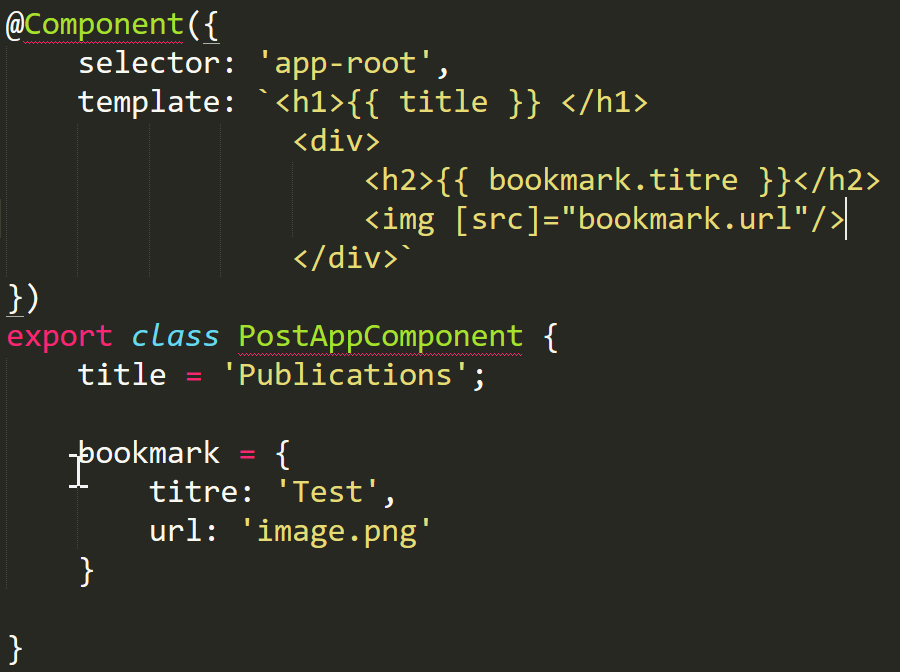 @Component({
    selector: 'app-root',
    template: `<h1>{{ title }} </h1>
                <div>
                    <h2>{{ bookmark.titre }}</h2>
                    <img [src]="bookmark.url"/>
                </div>`
})
export class PostAppComponent {
    title = 'Publications';

    bookmark = {
        titre: 'Test',
        url: 'image.png'
    }

}